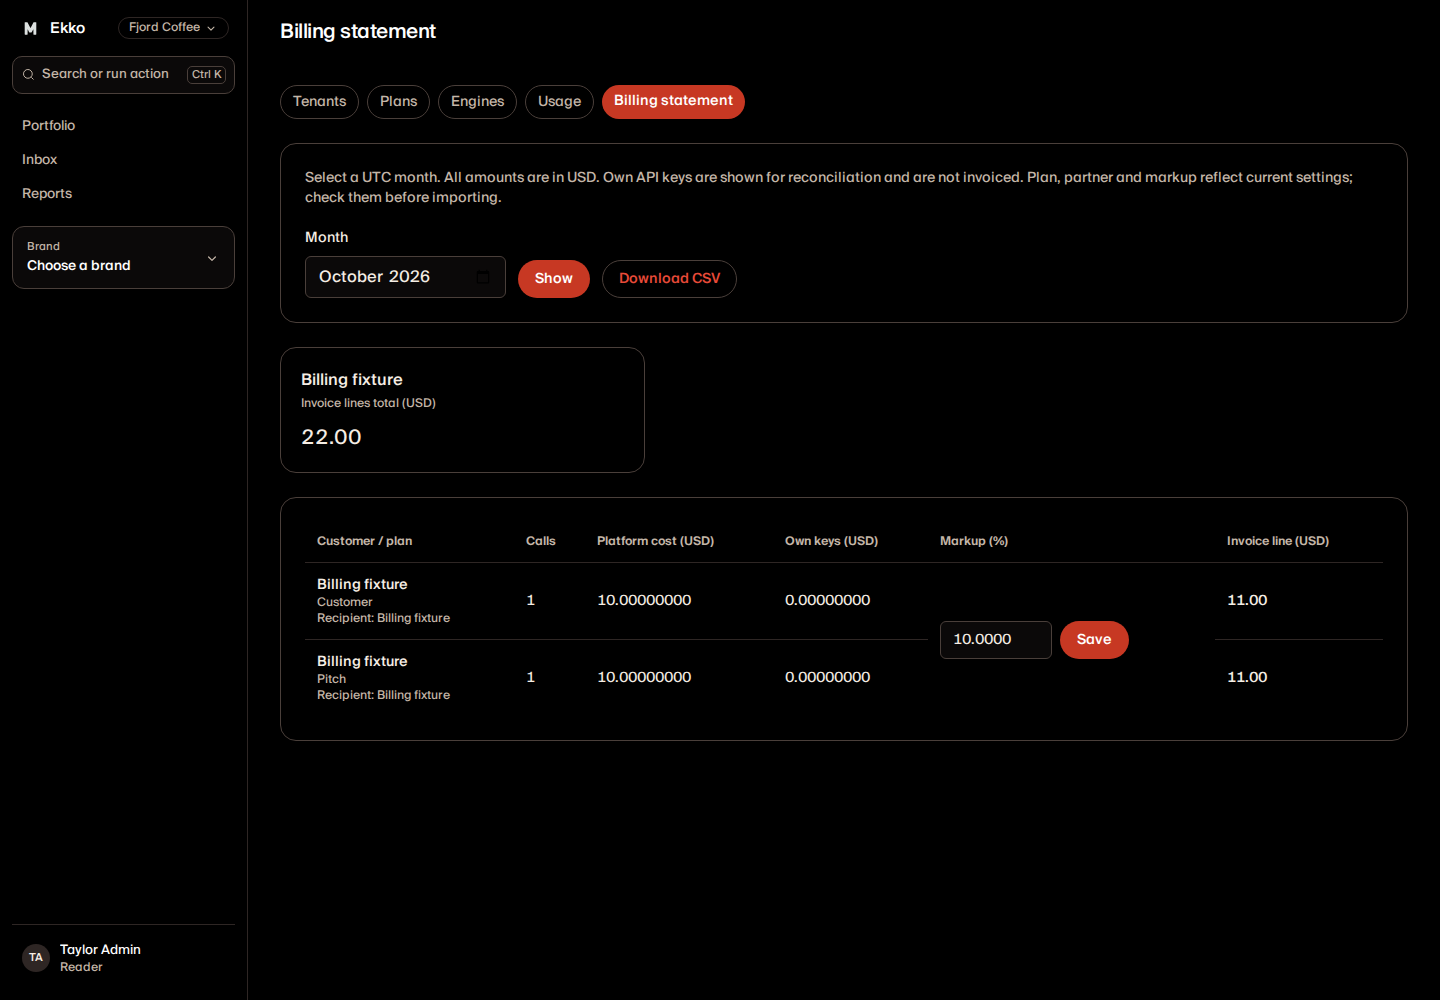 Ekko
Fjord Coffee
Search or run action
Ctrl K
Portfolio
Inbox
Reports
Brand
Choose a brand
Taylor Admin
TA
Reader
Billing statement
Tenants
Plans
Engines
Usage
Billing statement
Select a UTC month. All amounts are in USD. Own API keys are shown for reconciliation and are not invoiced. Plan, partner and markup reflect current settings;
check them before importing.
Month
October 2026
Show
Download CSV
Billing fixture
Invoice lines total (USD)
22.00
Customer / plan
Calls
Platform cost (USD)
Own keys (USD)
Markup (%)
Invoice line (USD)
Billing fixture
Customer
Recipient: Billing fixture
1
10.00000000
0.00000000
10.0000
Save
11.00
Billing fixture
Pitch
Recipient: Billing fixture
1
10.00000000
0.00000000
11.00